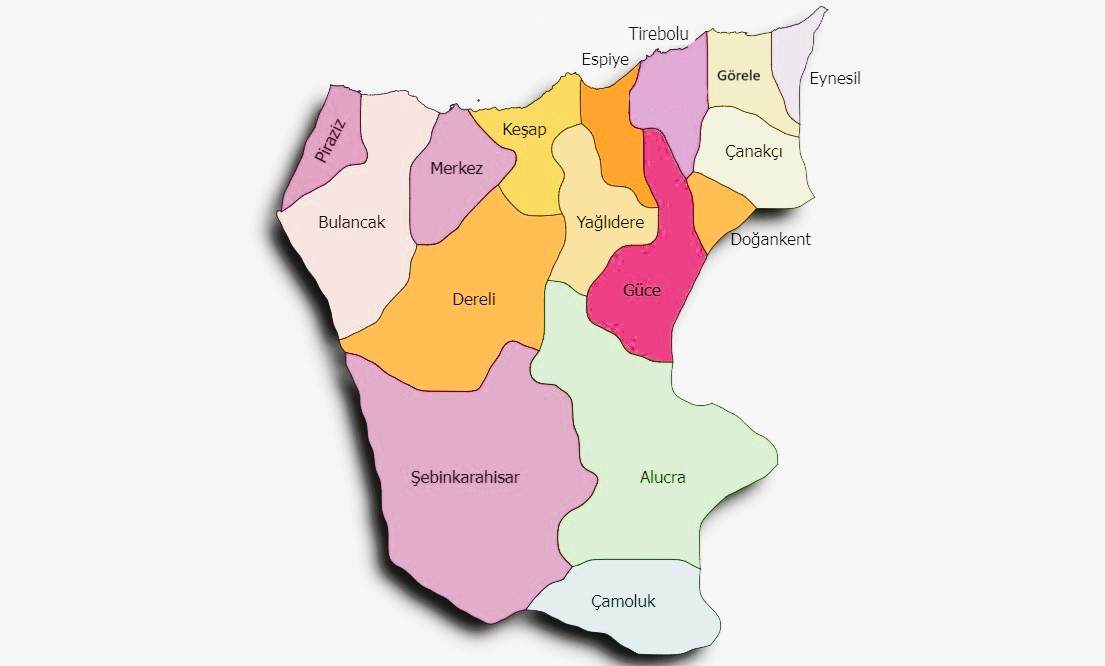 Tirebolu
Espiye
Görele
Eynesil
Piraziz
Keşap
Çanakçı
Merkez
Bulancak
Yağlıdere
Doğankent
Güce
Dereli
Şebinkarahisar
Alucra
Çamoluk